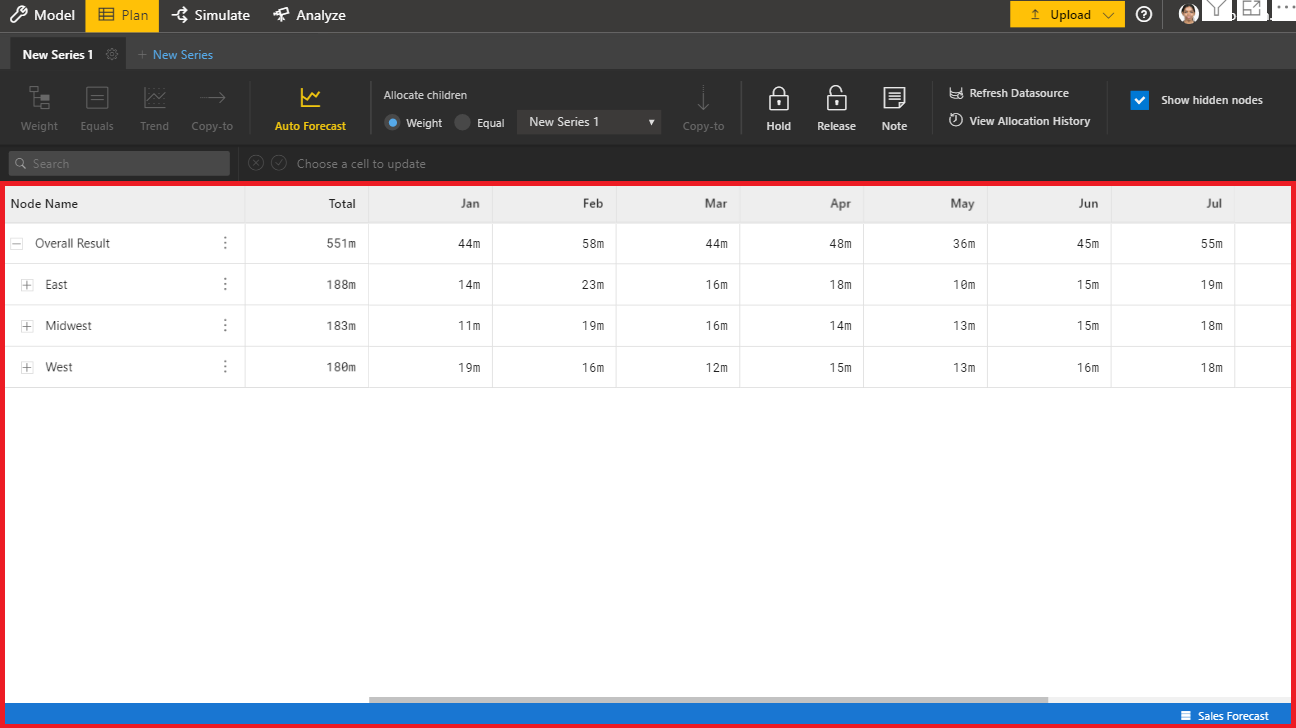 Model Plan Simulate Analyze Upload
New Series 1 + New Series
Weight Equals Trend Copy-to Auto Forecast
Allocate children
Weight Equal New Series 1 Copy-to
Hold Release Note
Refresh Datasource
View Allocation History
Show hidden nodes
Search Choose a cell to update
Node Name Total Jan Feb Mar Apr May Jun Jul
Overall Result 551m 44m 58m 44m 48m 36m 45m 55m
East 188m 14m 23m 16m 18m 10m 15m 19m
Midwest 183m 11m 19m 16m 14m 13m 15m 18m
West 180m 19m 16m 12m 15m 13m 16m 18m
Sales Forecast